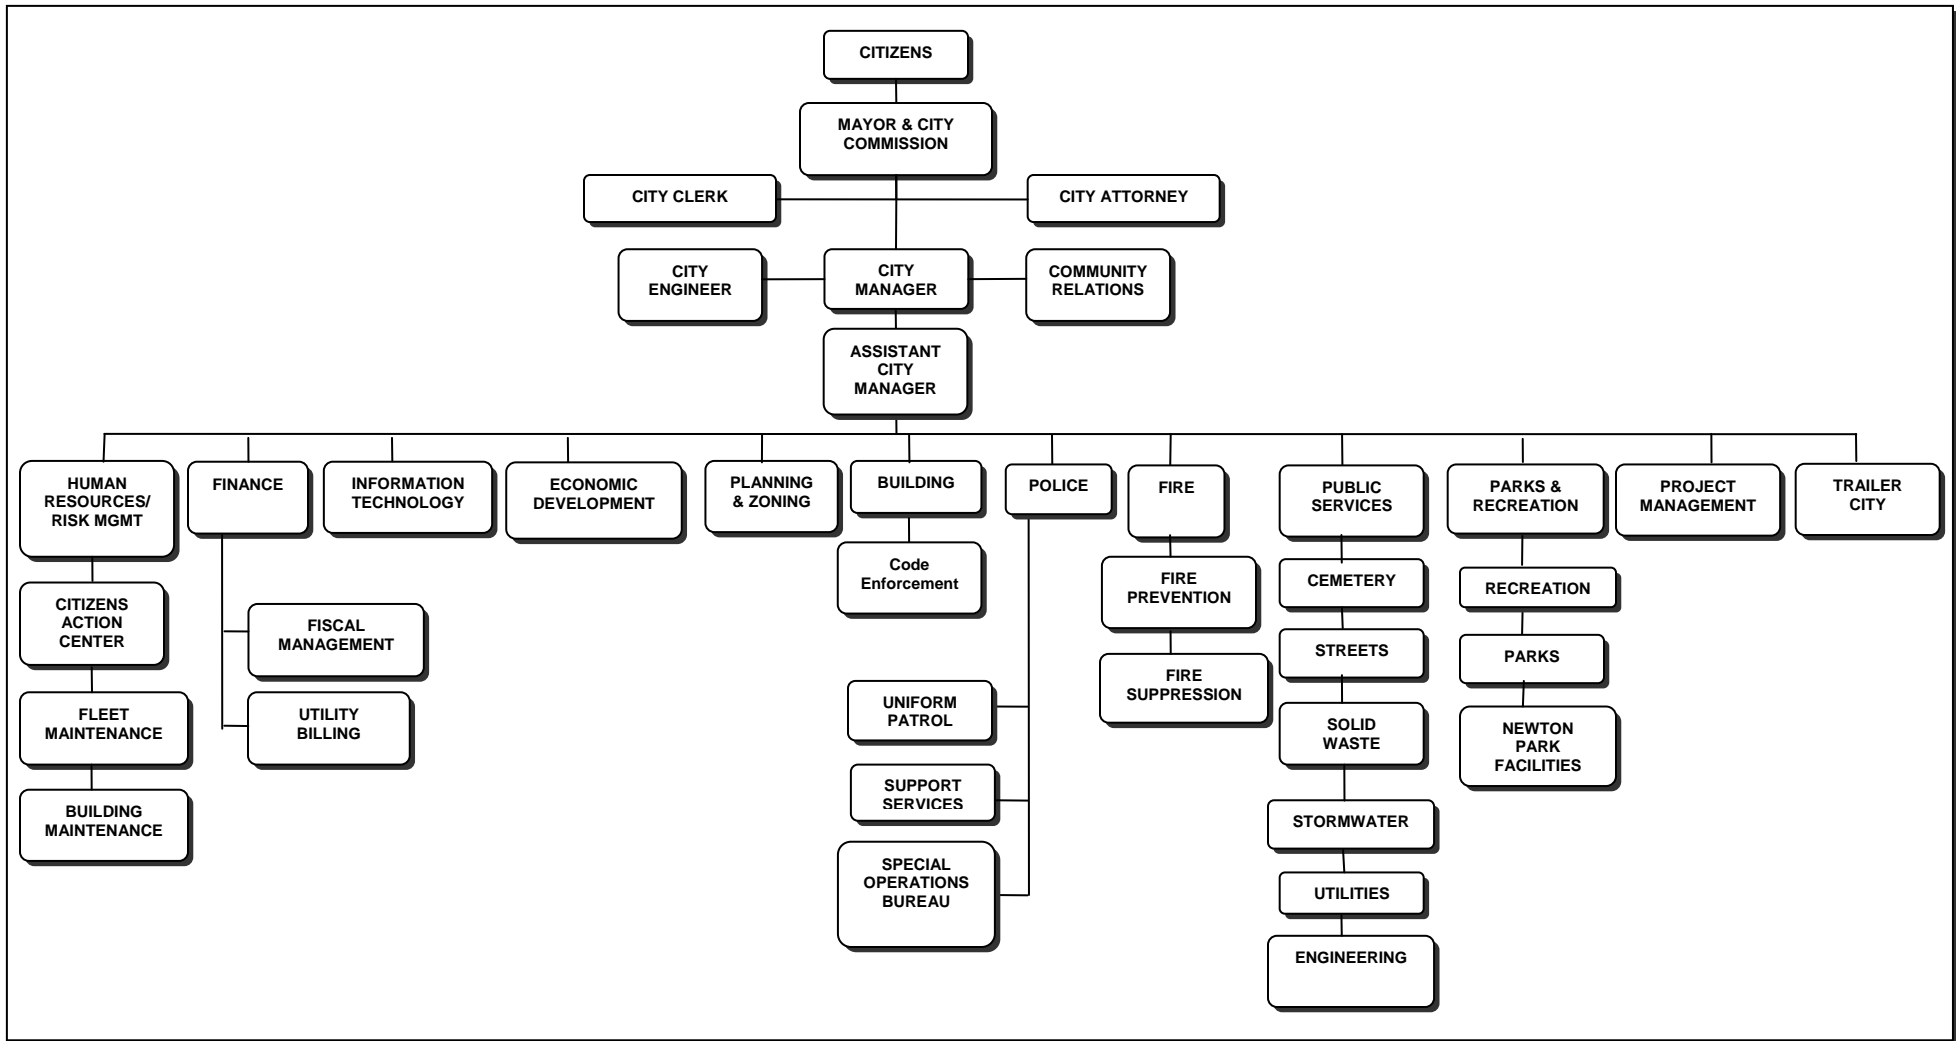 CITIZENS
MAYOR & CITY
COMMISSION
CITY CLERK
CITY ATTORNEY
CITY
ENGINEER
CITY
MANAGER
COMMUNITY
RELATIONS
ASSISTANT
CITY
MANAGER
HUMAN
RESOURCES/
RISK MGMT
FINANCE
INFORMATION
TECHNOLOGY
ECONOMIC
DEVELOPMENT
PLANNING
& ZONING
BUILDING
POLICE
FIRE
PUBLIC
SERVICES
PARKS &
RECREATION
PROJECT
MANAGEMENT
TRAILER
CITY
CITIZENS
ACTION
CENTER
FLEET
MAINTENANCE
BUILDING
MAINTENANCE
FISCAL
MANAGEMENT
UTILITY
BILLING
Code
Enforcement
UNIFORM
PATROL
SUPPORT
SERVICES
SPECIAL
OPERATIONS
BUREAU
FIRE
PREVENTION
FIRE
SUPPRESSION
CEMETERY
STREETS
SOLID
WASTE
STORMWATER
UTILITIES
ENGINEERING
RECREATION
PARKS
NEWTON
PARK
FACILITIES